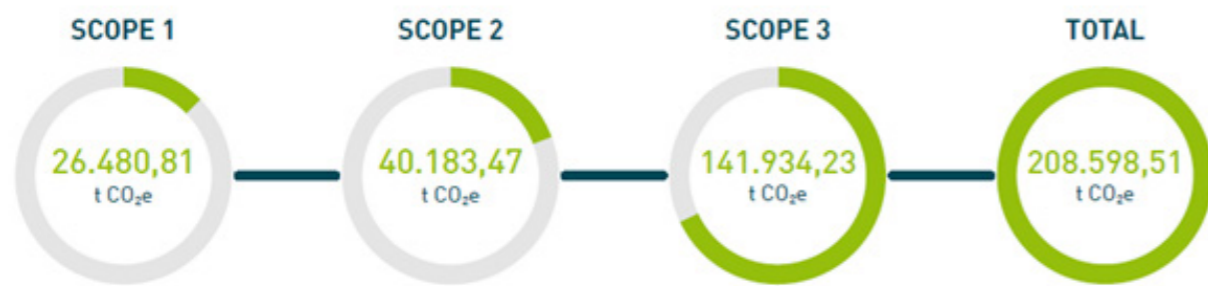 SCOPE 1
26.480,81
t CO₂e
SCOPE 2
40.183,47
t CO₂e
SCOPE 3
141.934,23
t CO₂e
TOTAL
208.598,51
t CO₂e